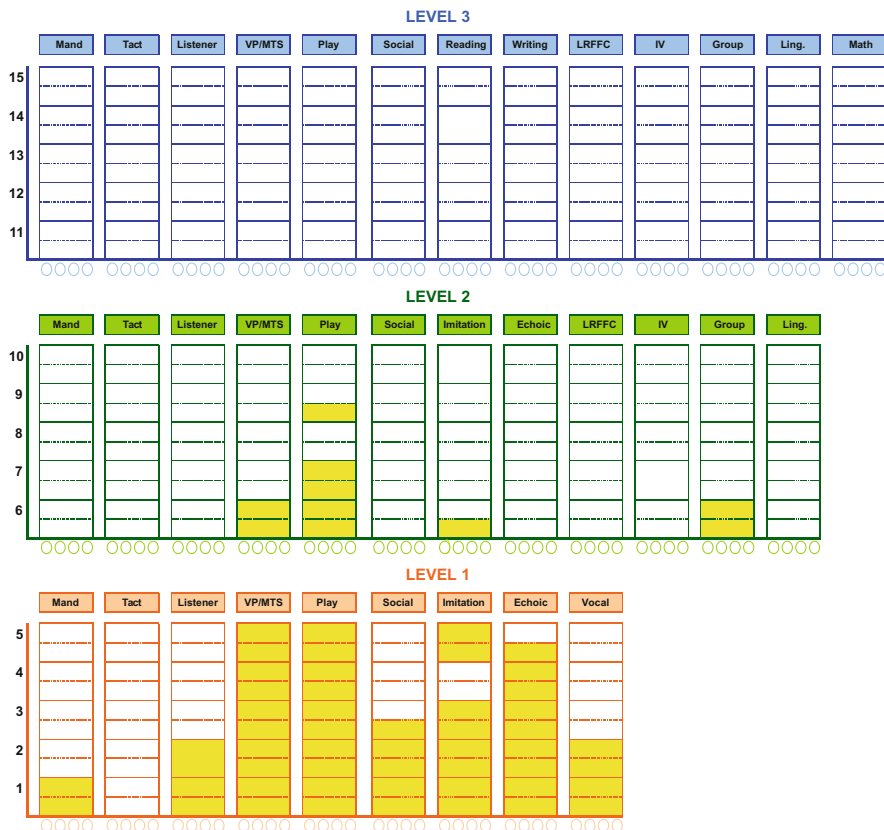 LEVEL 3
Mand Tact Listener VP/MTS Play Social Reading Writing LRFFC IV Group Ling. Math
15
14
13
12
11
LEVEL 2
Mand Tact Listener VP/MTS Play Social Imitation Echoic LRFFC IV Group Ling.
10
9
8
7
6
LEVEL 1
Mand Tact Listener VP/MTS Play Social Imitation Echoic Vocal
5
4
3
2
1